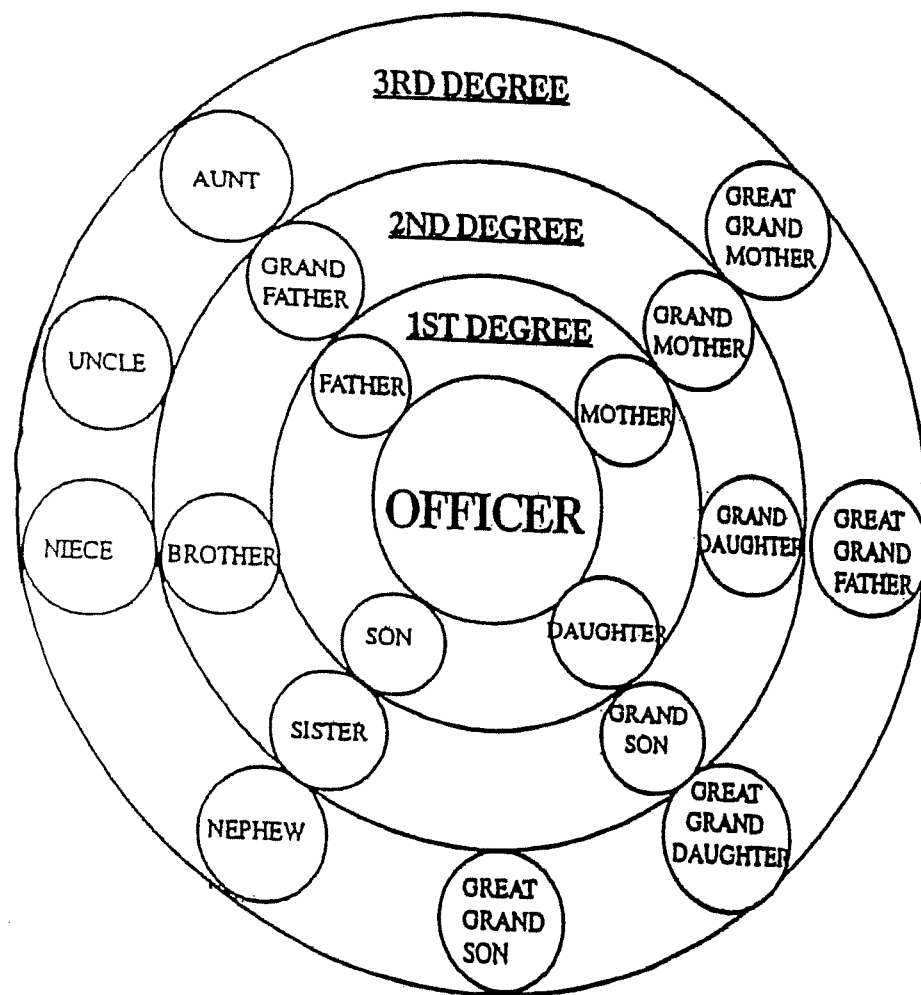 3RD DEGREE
AUNT
GREAT
GRAND
MOTHER
2ND DEGREE
GRAND
FATHER
GRAND
MOTHER
1ST DEGREE
UNCLE
FATHER
MOTHER
OFFICER
NIECE
BROTHER
GRAND
DAUGHTER
GREAT
GRAND
FATHER
SON
DAUGHTER
SISTER
GRAND
SON
NEPHEW
GREAT
GRAND
DAUGHTER
GREAT
GRAND
SON